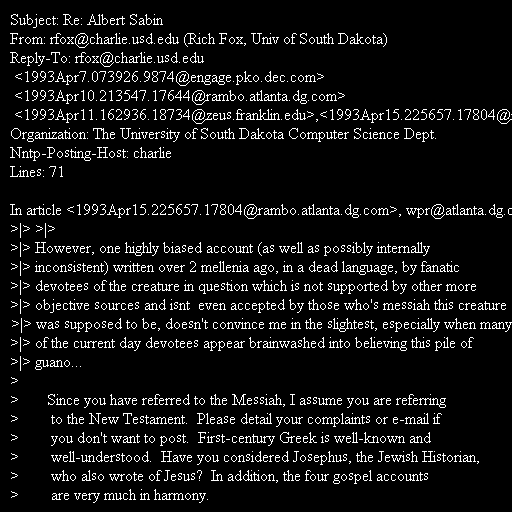 Subject: Re: Albert Sabin
From: rfox@charlie.usd.edu (Rich Fox, Univ of South Dakota)
Reply-To: rfox@charlie.usd.edu
<1993Apr7.073926.9874@engage.pko.dec.com>
<1993Apr10.213547.17644@rambo.atlanta.dg.com>
<1993Apr11.162936.18734@zeus.franklin.edu>,<1993Apr15.225657.17804@
Organization: The University of South Dakota Computer Science Dept.
Nntp-Posting-Host: charlie
Lines: 71
In article <1993Apr15.225657.17804@rambo.atlanta.dg.com>, wpr@atlanta.dg.c
>|> >|>
>|> However, one highly biased account (as well as possibly internally
>|> inconsistent) written over 2 mellenia ago, in a dead language, by fanatic
>|> devotees of the creature in question which is not supported by other more
>|> objective sources and isnt  even accepted by those who's messiah this creature
>|> was supposed to be, doesn't convince me in the slightest, especially when many
>|> of the current day devotees appear brainwashed into believing this pile of
>|> guano...
>
>       Since you have referred to the Messiah, I assume you are referring
>        to the New Testament.  Please detail your complaints or e-mail if
>        you don't want to post.  First-century Greek is well-known and
>        well-understood.  Have you considered Josephus, the Jewish Historian,
>        who also wrote of Jesus?  In addition, the four gospel accounts
>        are very much in harmony.